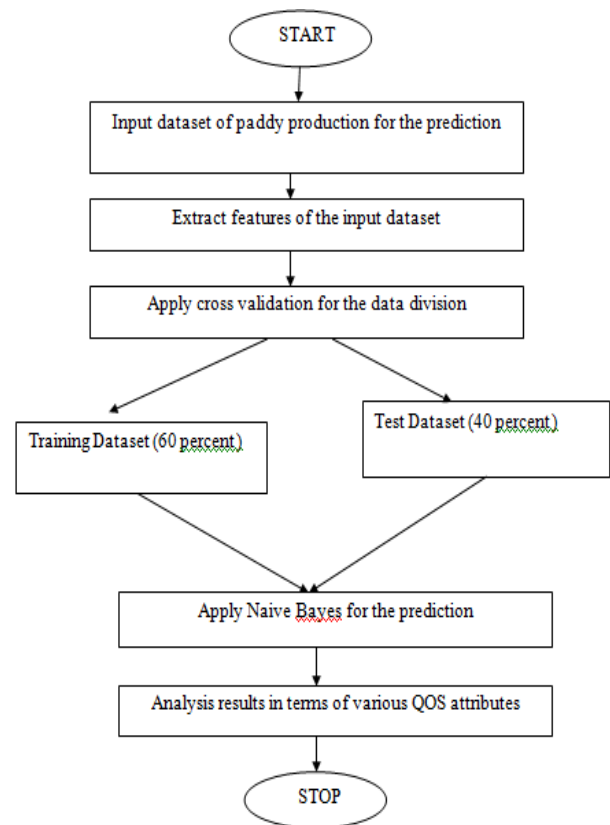 START
Input dataset of paddy production for the prediction
Extract features of the input dataset
Apply cross validation for the data division
Training Dataset (60 percent)
Test Dataset (40 percent)
Apply Naive Bayes for the prediction
Analysis results in terms of various QOS attributes
STOP